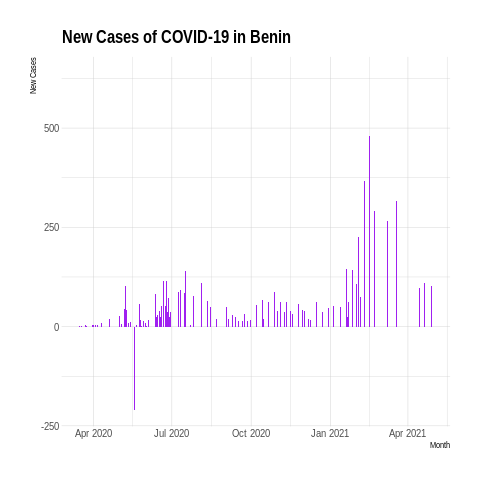 New Cases of COVID-19 in Benin
New Cases
500
250
0
-250
Apr 2020 Jul 2020 Oct 2020 Jan 2021 Apr 2021
Month